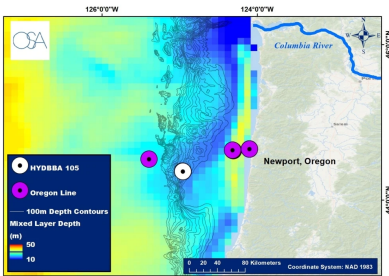 126°0'0"W
124°0'0"W
OSA
Columbia River
N
W
E
S
Newport, Oregon
HYDBBA 105
Oregon Line
100m Depth Contours
Mixed Layer Depth
(m)
50
10
0 20 40 80 Kilometers
Coordinate System: NAD 1983